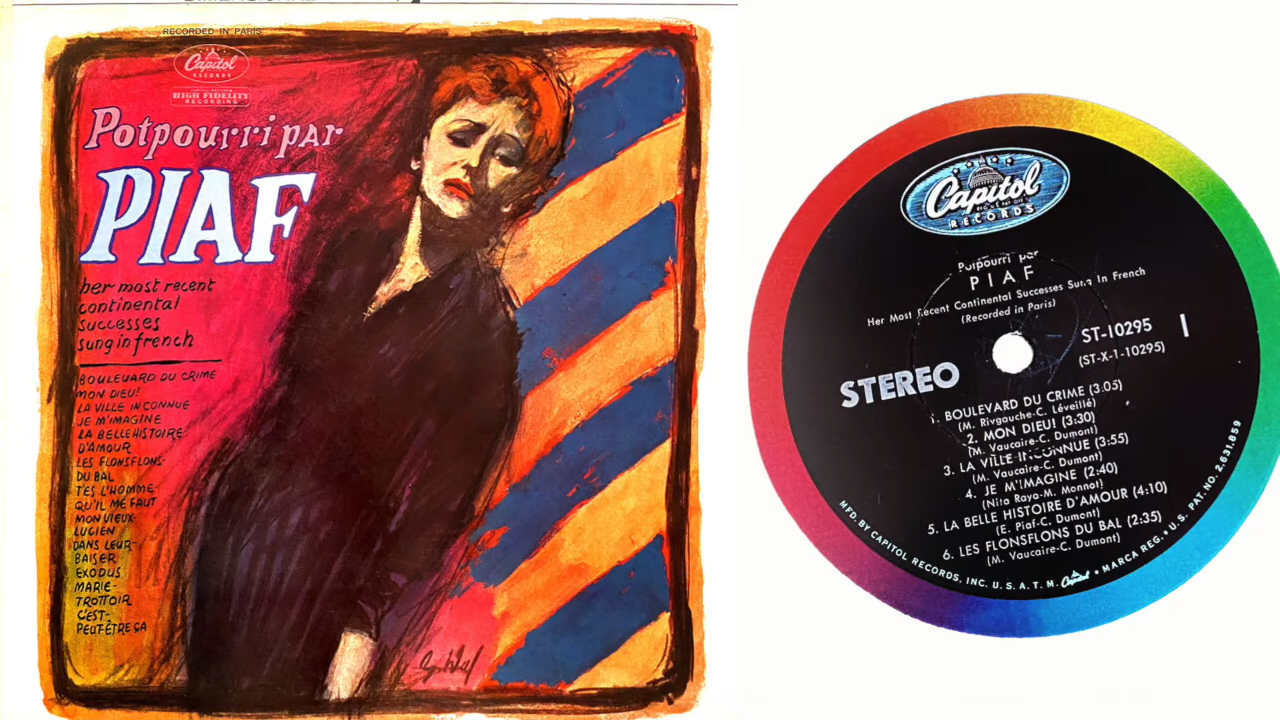 RECORDED IN PARIS
Capitol
RECORDS
HIGH FIDELITY
RECORDING
Potpourri par
PIAF
her most recent
continental
successes
sung in french
BOULEVARD DU CRIME
MON DIEU!
LA VILLE INCONNUE
JE M'IMAGINE
LA BELLE HISTOIRE
D'AMOUR
LES FLONSFLONS
DU BAL
T'ES L'HOMME
QU'IL ME FAUT
MON VIEUX
LUCIEN
DANS LEUR
BAISER
EXODUS
MARIE-
TROTTOIR
C'EST-
PEUT-ÊTRE ÇA
Capitol
RECORDS
Potpourri par
PIAF
Her Most Recent Continental Successes Sung In French
(Recorded in Paris)
ST-10295
(ST-X-1-10295)
1
STEREO
1. BOULEVARD DU CRIME (3:05)
(M. Rivgauche-C. Léveillé)
2. MON DIEU! (3:30)
(M. Vaucaire-C. Dumont)
3. LA VILLE INCONNUE (3:55)
(M. Vaucaire-C. Dumont)
4. JE M'IMAGINE (2:40)
(Nita Raya-M. Monnot)
5. LA BELLE HISTOIRE D'AMOUR (4:10)
(E. Piaf-C. Dumont)
6. LES FLONSFLONS DU BAL (2:35)
(M. Vaucaire-C. Dumont)
MFD. BY CAPITOL RECORDS, INC. U. S. A. T. M. Capitol • MARCA REG. • U.S. PAT. NO. 2,631,859